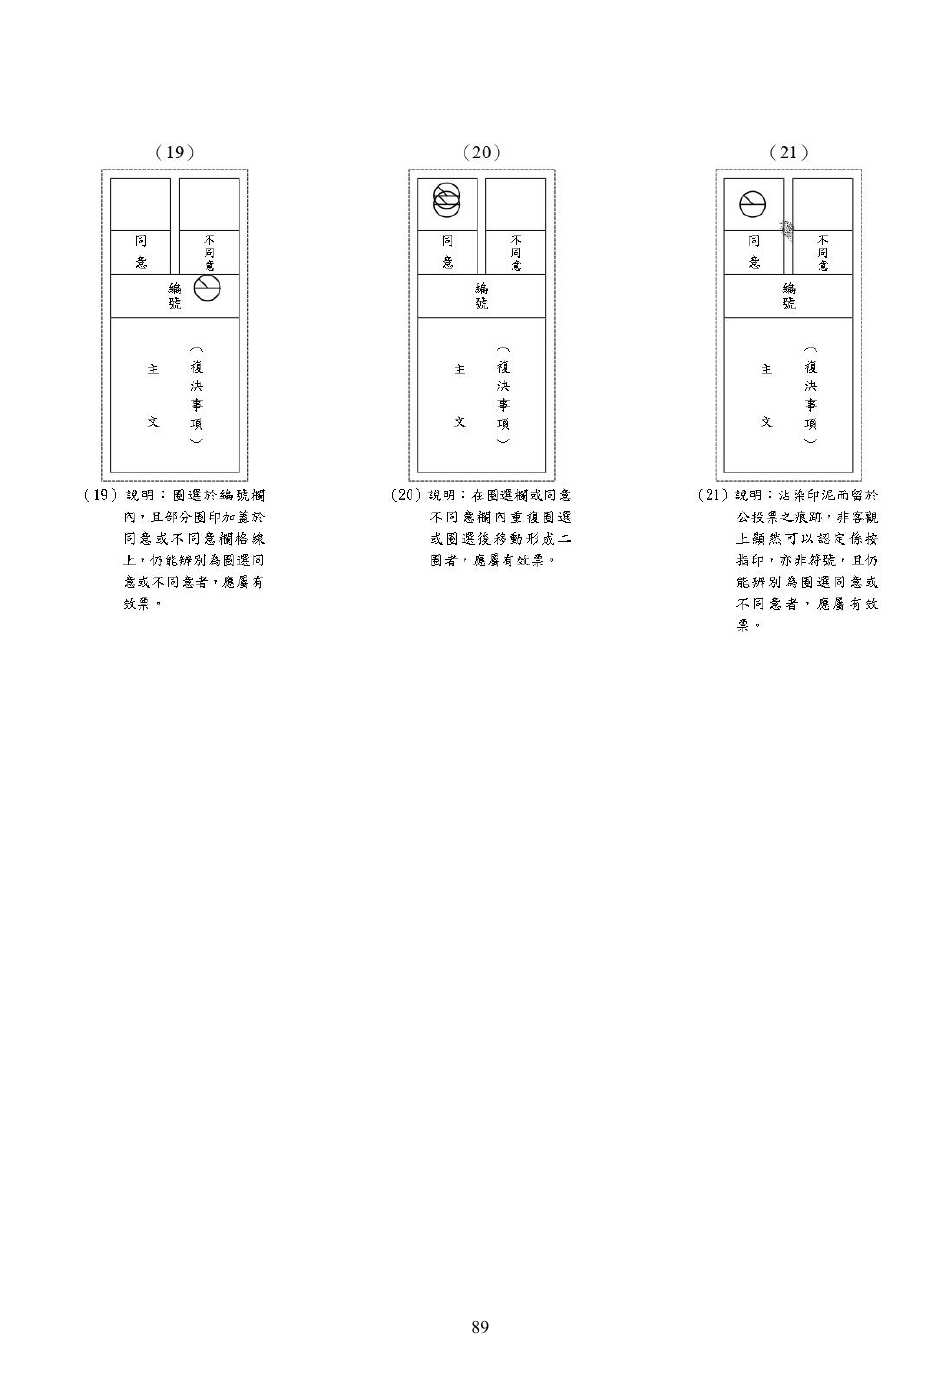 （19）
同意
不同意
編號
主文
（復決事項）
（19）說明：圈選於編號欄
內，且部分圈印加蓋於
同意或不同意欄格線
上，仍能辨別為圈選同
意或不同意者，應屬有
效票。
（20）
同意
不同意
編號
主文
（復決事項）
（20）說明：在圈選欄或同意
不同意欄內重複圈選
或圈選後移動形成二
圈者，應屬有效票。
（21）
同意
不同意
編號
主文
（復決事項）
（21）說明：沾染印泥而留於
公投票之痕跡，非客觀
上顯然可以認定係按
指印，亦非符號，且仍
能辨別為圈選同意或
不同意者，應屬有效
票。
89